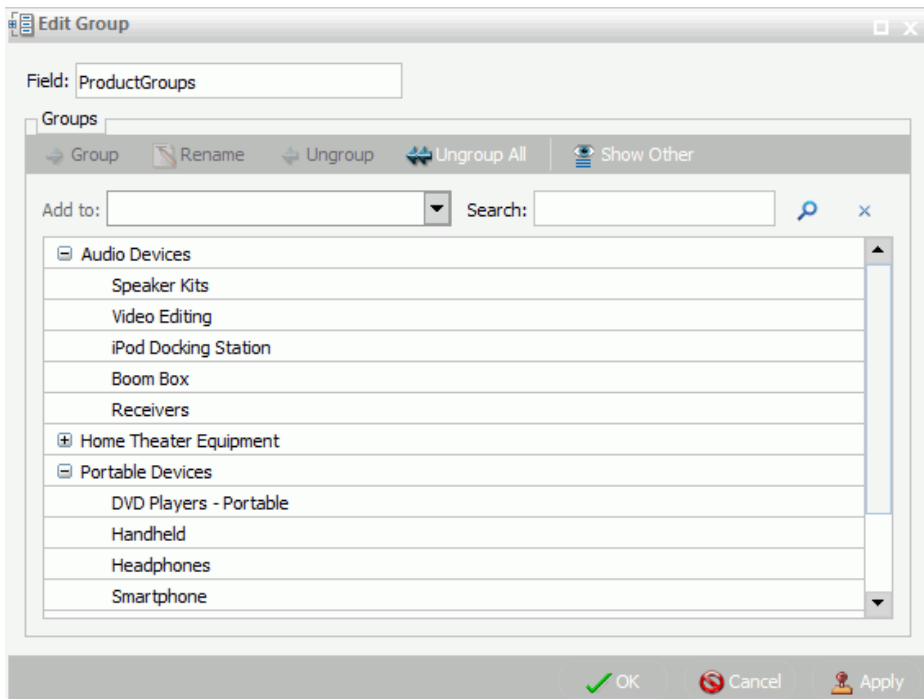 Edit Group
Field: ProductGroups
Groups
Group Rename Ungroup Ungroup All Show Other
Add to: Search:
Audio Devices
Speaker Kits
Video Editing
iPod Docking Station
Boom Box
Receivers
Home Theater Equipment
Portable Devices
DVD Players - Portable
Handheld
Headphones
Smartphone
OK Cancel Apply